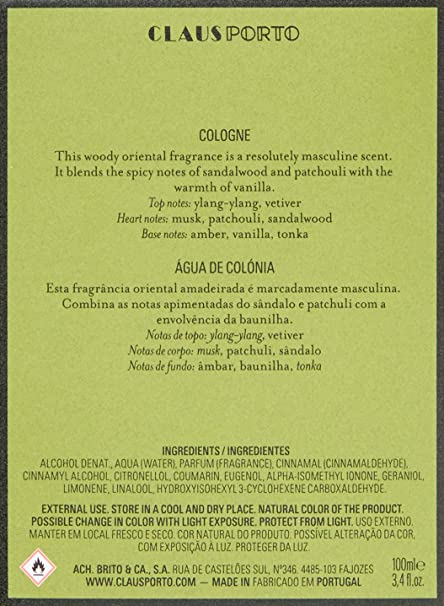 CLAUS PORTO
COLOGNE
This woody oriental fragrance is a resolutely masculine scent.
It blends the spicy notes of sandalwood and patchouli with the
warmth of vanilla.
Top notes: ylang-ylang, vetiver
Heart notes: musk, patchouli, sandalwood
Base notes: amber, vanilla, tonka
ÁGUA DE COLÓNIA
Esta fragrância oriental amadeirada é marcadamente masculina.
Combina as notas apimentadas do sândalo e patchuli com a
envolvência da baunilha.
Notas de topo: ylang-ylang, vetiver
Notas de corpo: musk, patchuli, sândalo
Notas de fundo: âmbar, baunilha, tonka
INGREDIENTS / INGREDIENTES
ALCOHOL DENAT., AQUA (WATER), PARFUM (FRAGRANCE), CINNAMAL (CINNAMALDEHYDE),
CINNAMYL ALCOHOL, CITRONELLOL, COUMARIN, EUGENOL, ALPHA-ISOMETHYL IONONE, GERANIOL,
LIMONENE, LINALOOL, HYDROXYISOHEXYL 3-CYCLOHEXENE CARBOXALDEHYDE.
EXTERNAL USE. STORE IN A COOL AND DRY PLACE. NATURAL COLOR OF THE PRODUCT.
POSSIBLE CHANGE IN COLOR WITH LIGHT EXPOSURE. PROTECT FROM LIGHT. USO EXTERNO.
MANTER EM LOCAL FRESCO E SECO. COR NATURAL DO PRODUTO. POSSÍVEL ALTERAÇÃO DA COR,
COM EXPOSIÇÃO À LUZ. PROTEGER DA LUZ.
ACH. BRITO & CA., S.A. RUA DE CASTELÕES SUL, Nº346. 4485-103 FAJOZES
WWW.CLAUSPORTO.COM — MADE IN / FABRICADO EM PORTUGAL
100ml℮
3,4 fl.oz.